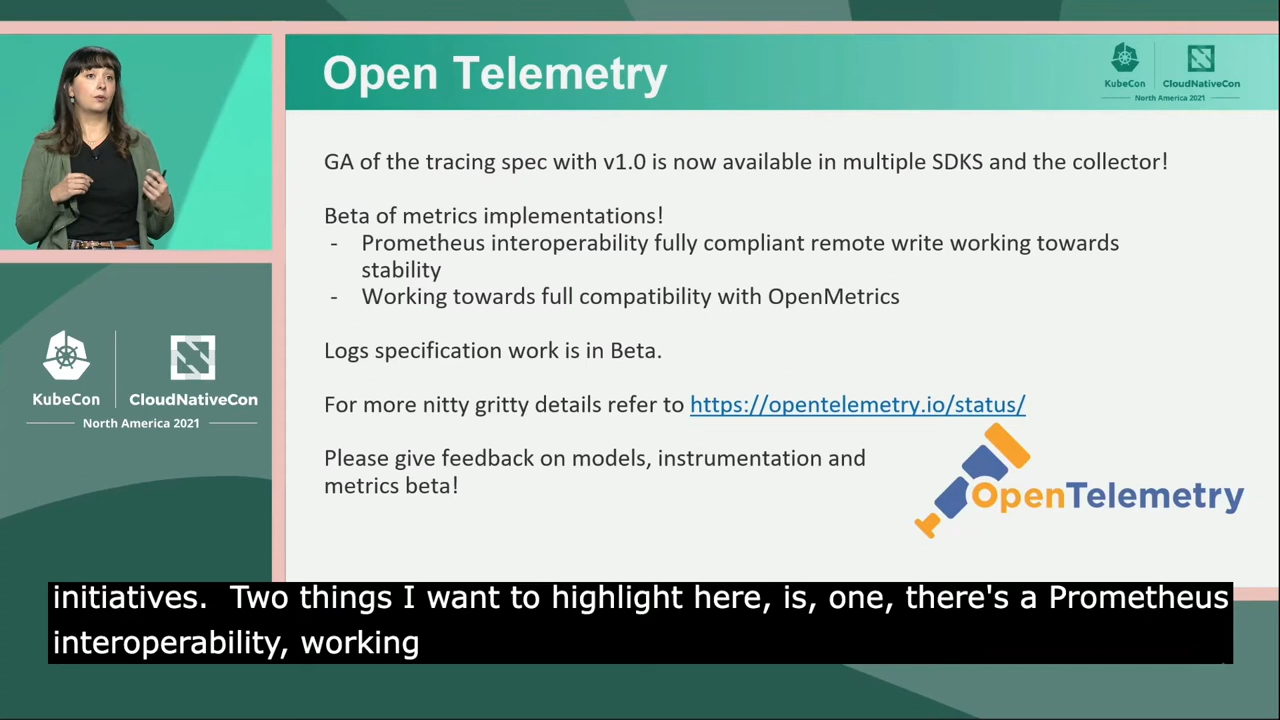 Open Telemetry
KubeCon
CloudNativeCon
North America 2021
GA of the tracing spec with v1.0 is now available in multiple SDKS and the collector!
Beta of metrics implementations!
- Prometheus interoperability fully compliant remote write working towards
stability
- Working towards full compatibility with OpenMetrics
Logs specification work is in Beta.
For more nitty gritty details refer to https://opentelemetry.io/status/
Please give feedback on models, instrumentation and
metrics beta!
OpenTelemetry
KubeCon
CloudNativeCon
North America 2021
initiatives.  Two things I want to highlight here, is, one, there's a Prometheus
interoperability, working